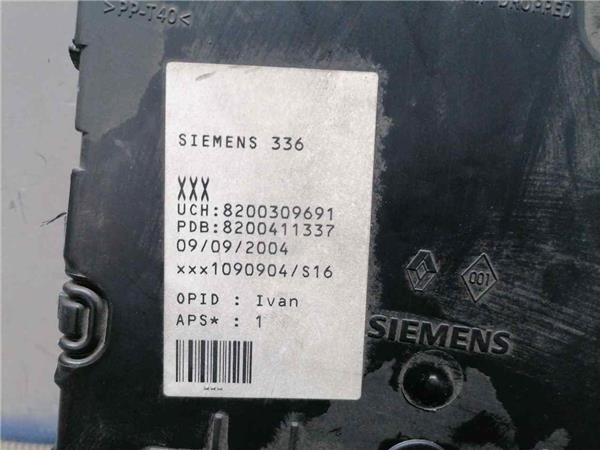 >PP-T40<
DROPPED
SIEMENS 336
XXX
UCH:8200309691
PDB:8200411337
09/09/2004
xxx1090904/S16
OPID : Ivan
APS* : 1
001
SIEMENS